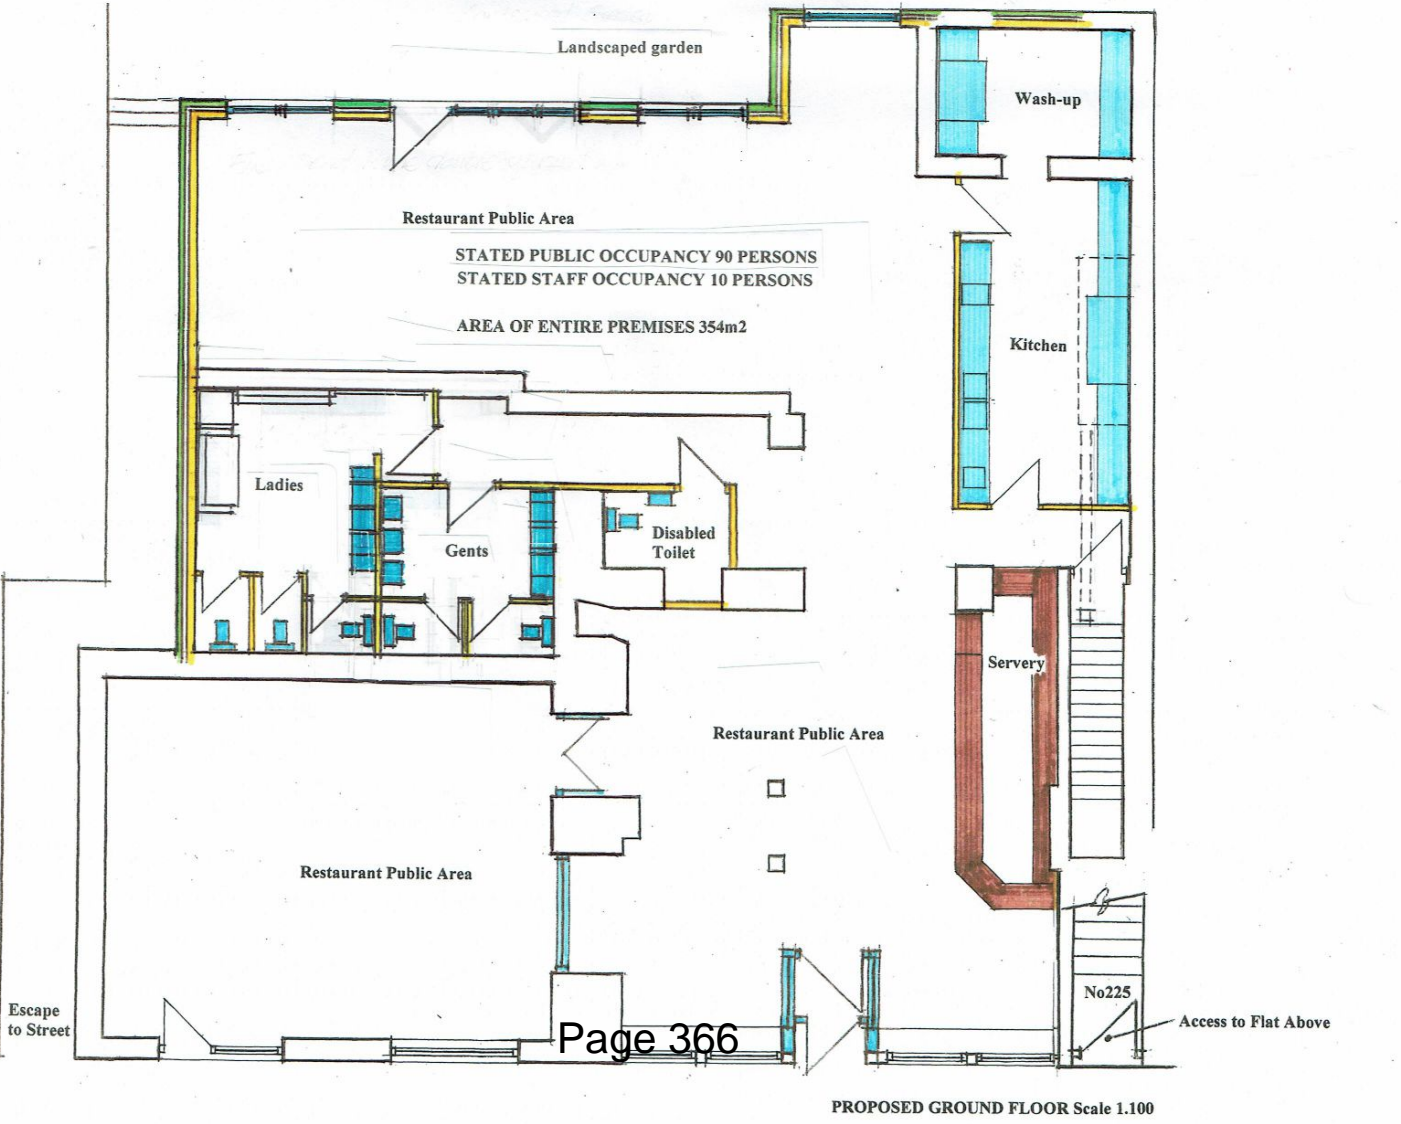 Landscaped garden
Wash-up
Restaurant Public Area
STATED PUBLIC OCCUPANCY 90 PERSONS
STATED STAFF OCCUPANCY 10 PERSONS
AREA OF ENTIRE PREMISES 354m2
Kitchen
Ladies
Gents
Disabled
Toilet
Servery
Restaurant Public Area
Restaurant Public Area
No225
Escape
to Street
Access to Flat Above
Page 366
PROPOSED GROUND FLOOR Scale 1.100